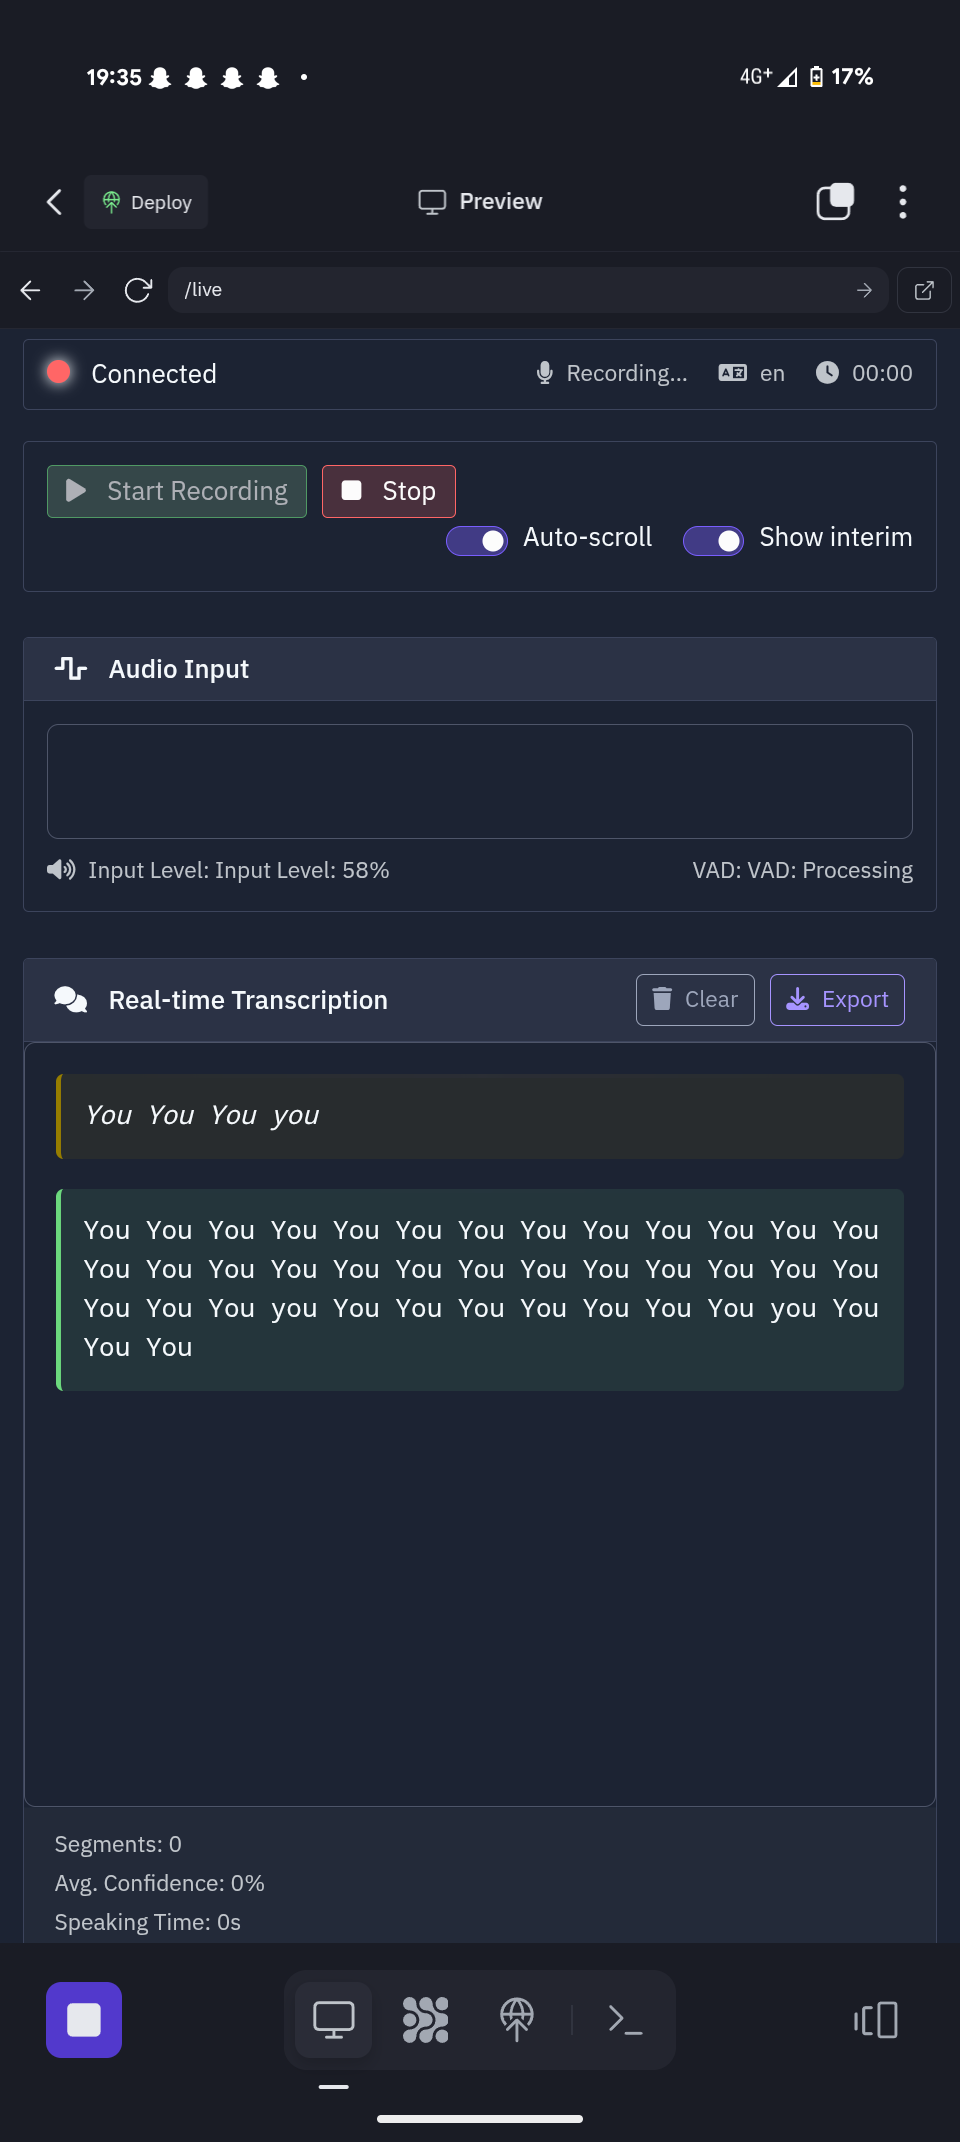 19:35
4G+ 17%
Deploy
Preview
/live
Connected
Recording...
en
00:00
Start Recording
Stop
Auto-scroll
Show interim
Audio Input
Input Level: Input Level: 58%
VAD: VAD: Processing
Real-time Transcription
Clear
Export
You You You you
You You You You You You You You You You You You You
You You You You You You You You You You You You You
You You You you You You You You You You You you You
You You
Segments: 0
Avg. Confidence: 0%
Speaking Time: 0s